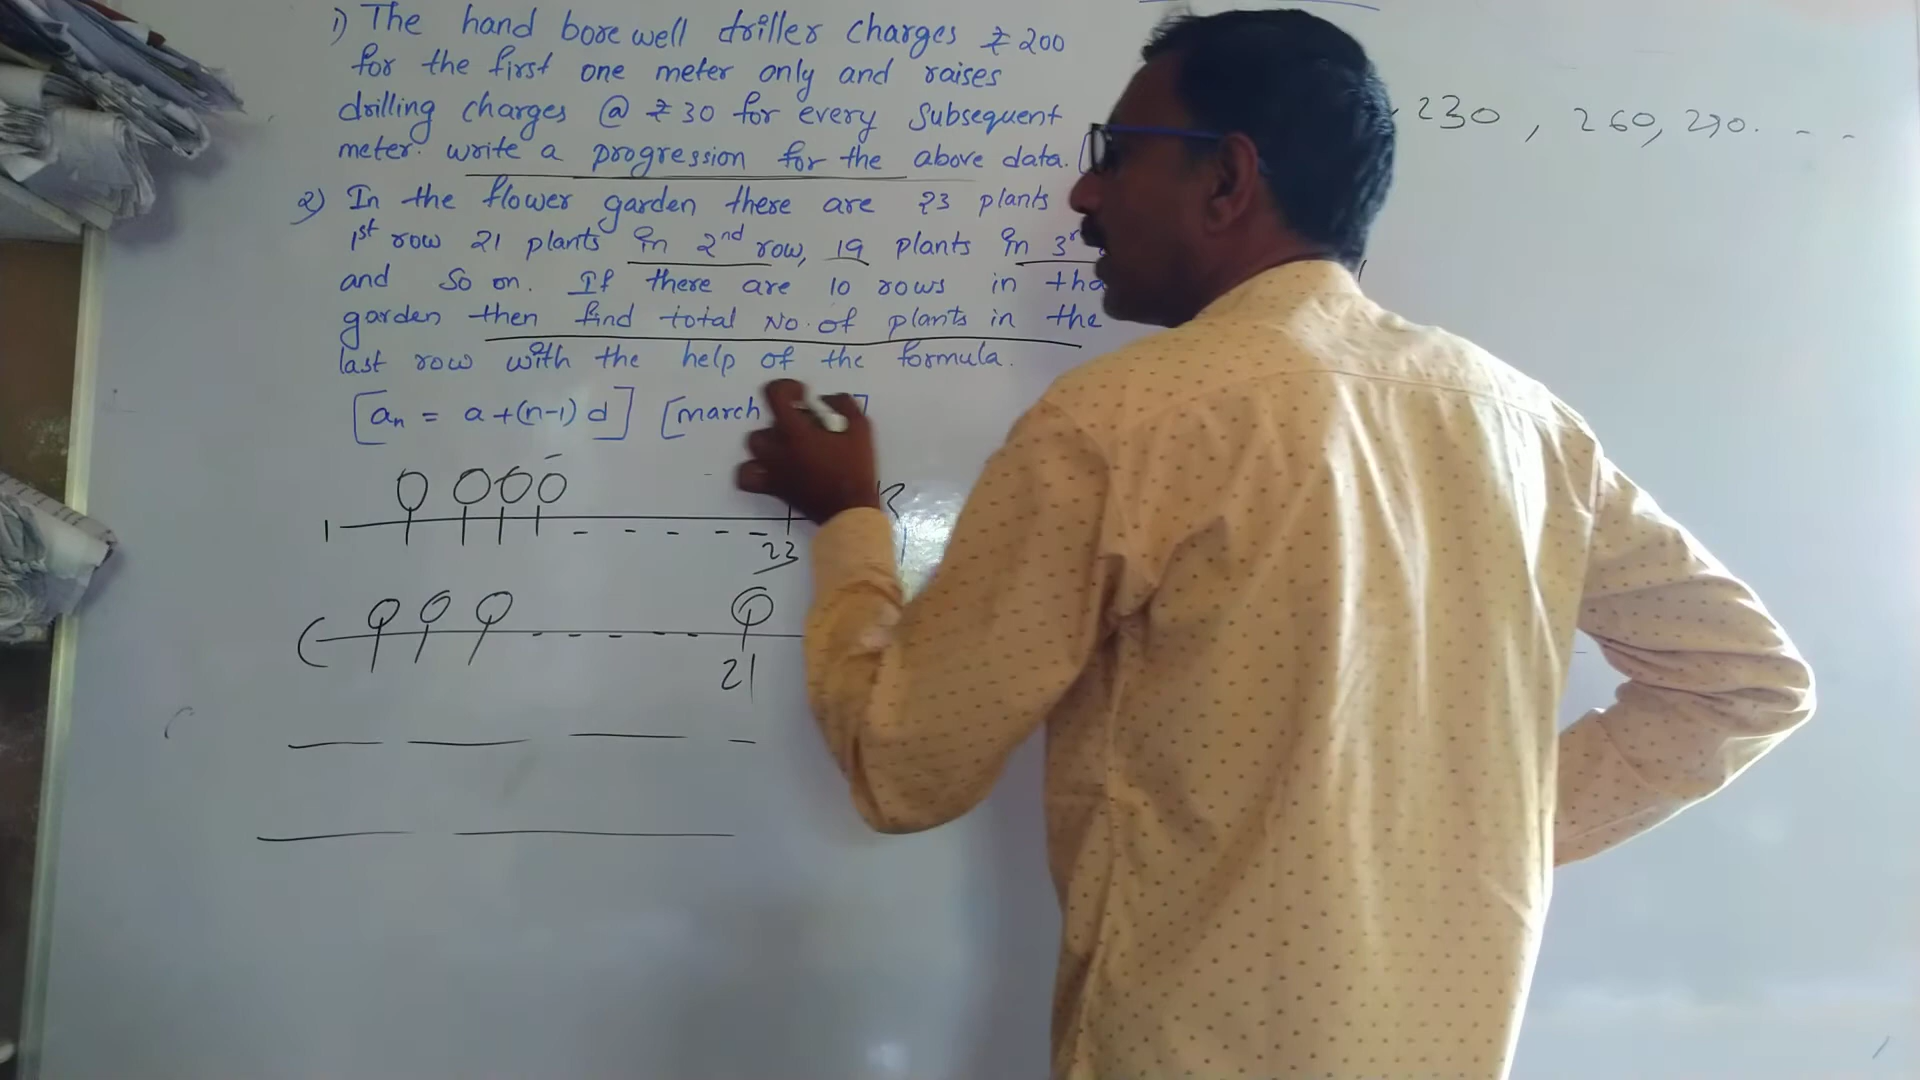 1) The hand bore well driller charges ₹ 200
for the first one meter only and raises
drilling charges @ ₹ 30 for every subsequent
meter. write a progression for the above data.
230, 260, 290. - -
2) In the flower garden there are 23 plants
1st row 21 plants in 2nd row, 19 plants in 3r
and so on. If there are 10 rows in tha
garden then find total No. of plants in the
last row with the help of the formula.
[an = a+(n-1) d] [march ]
1 - - - - - 23
- - - - - 21